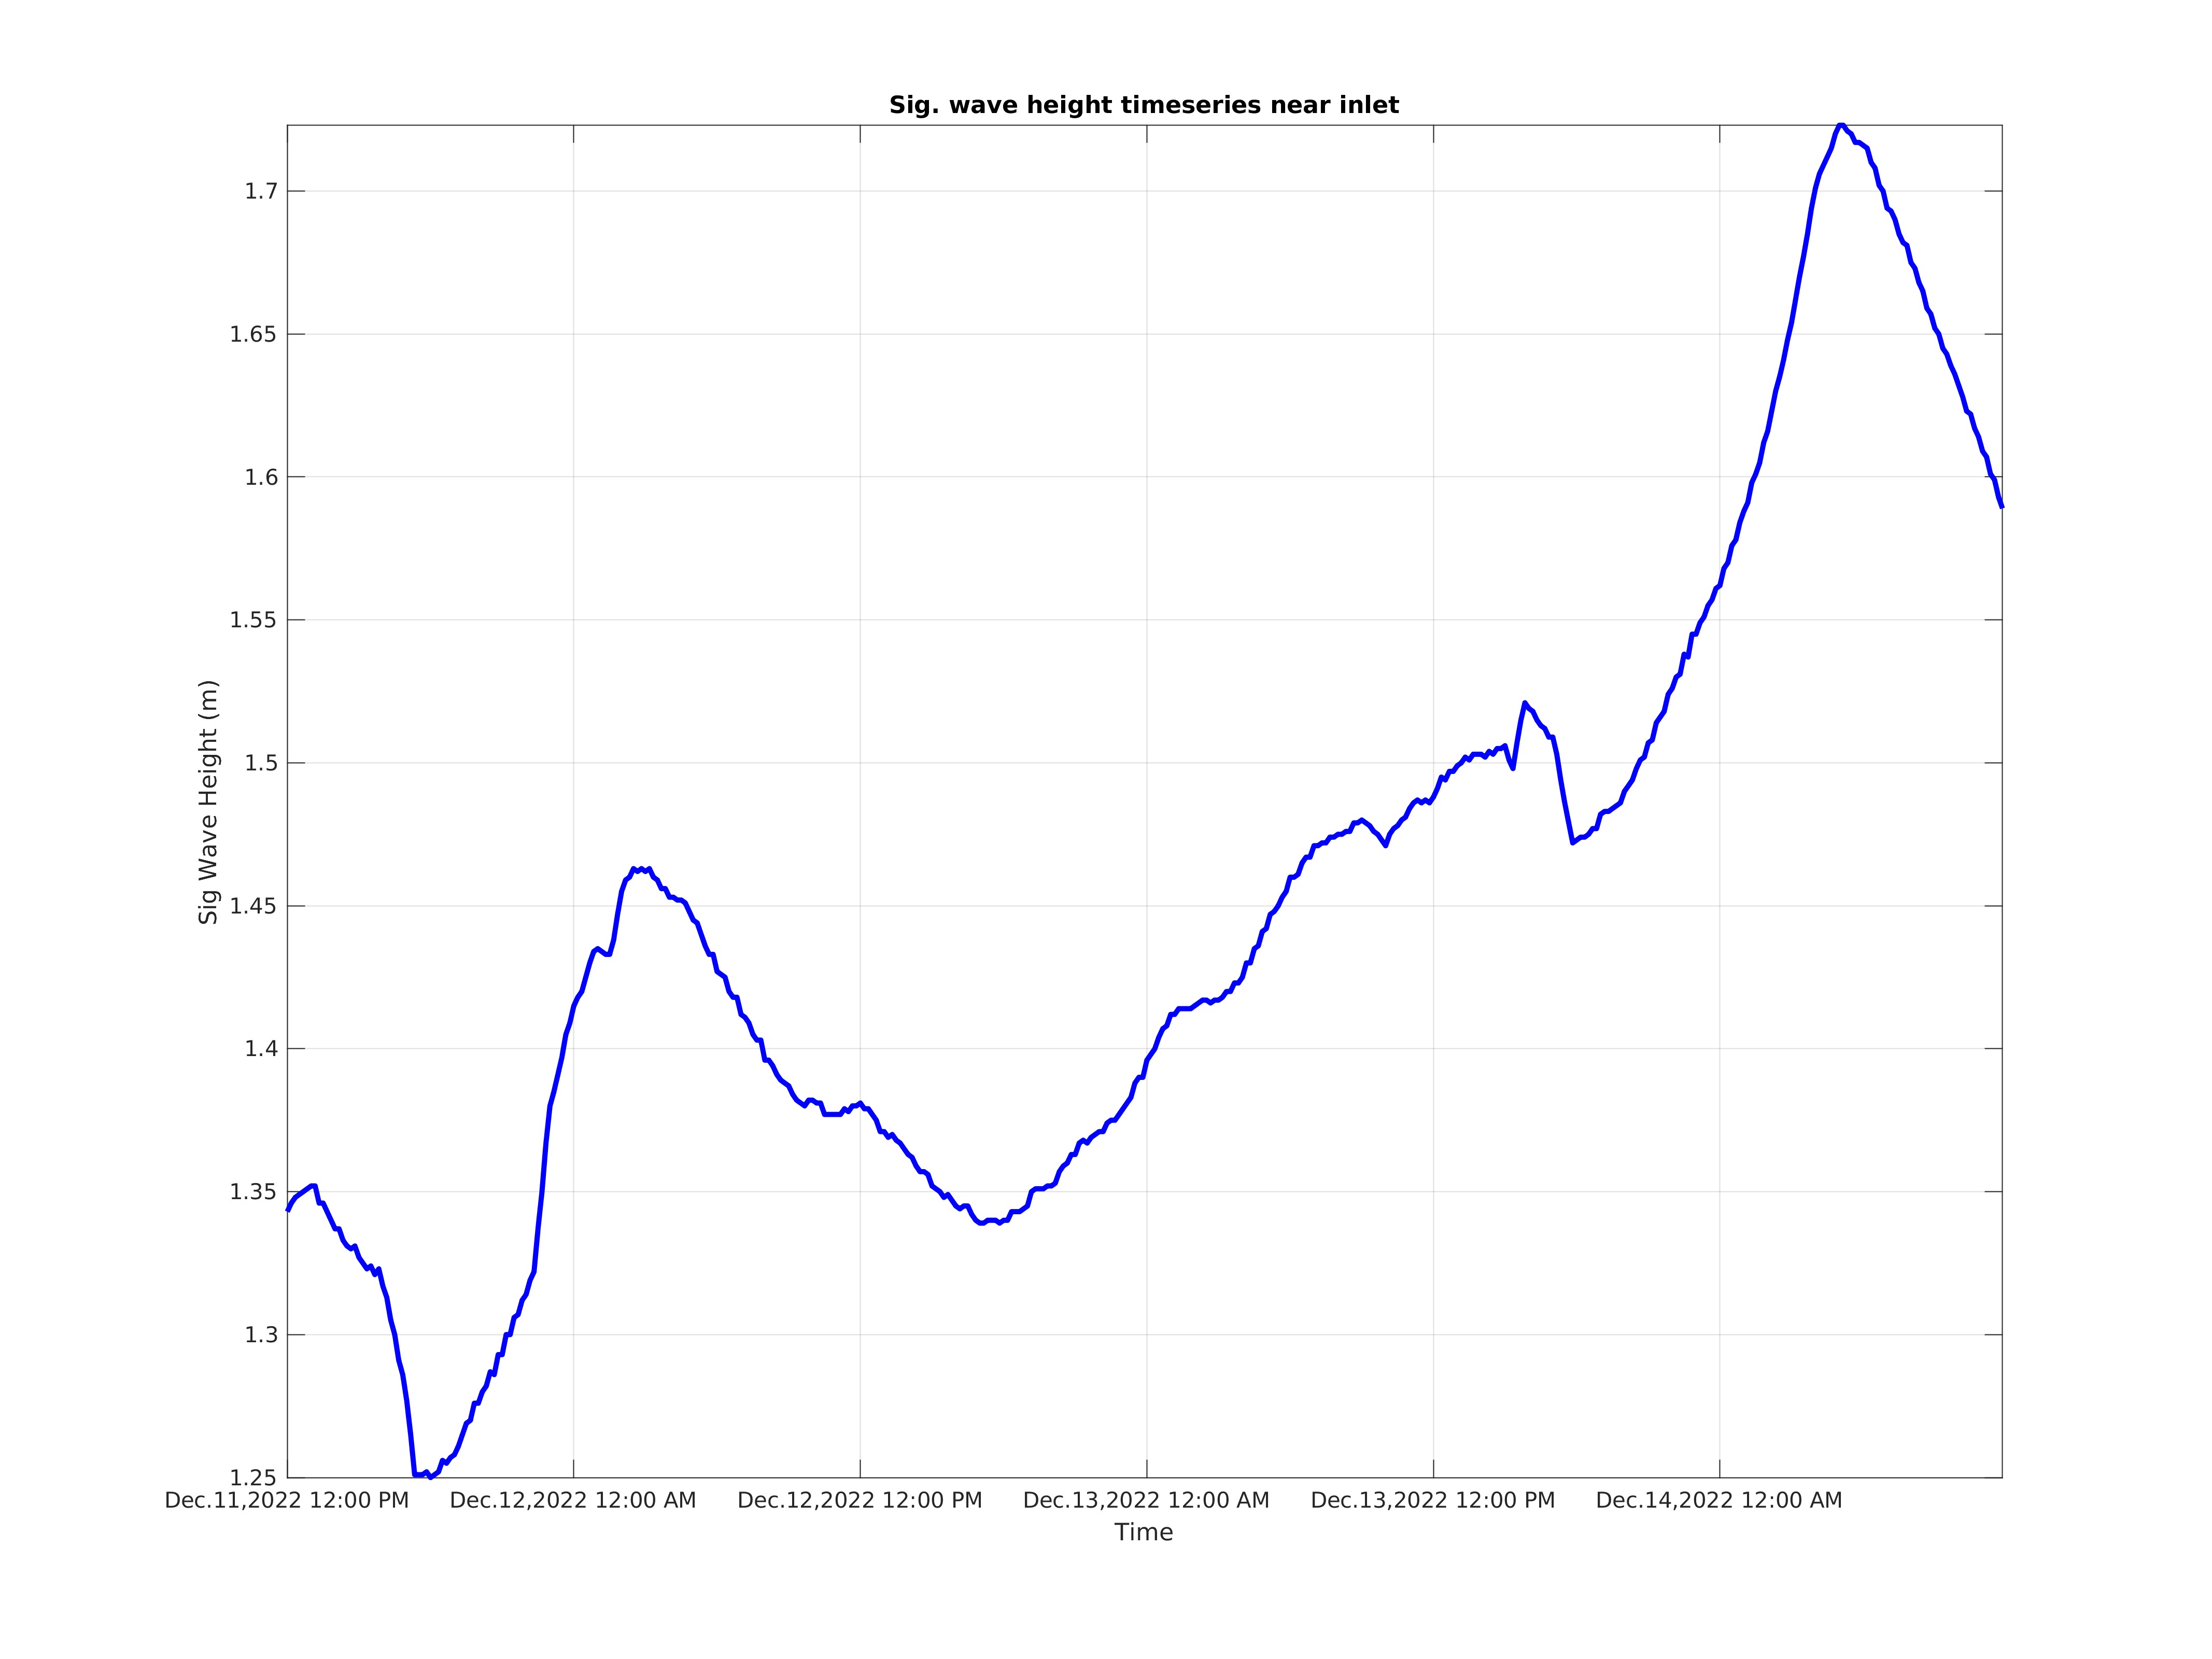 Sig. wave height timeseries near inlet
1.7
1.65
1.6
1.55
1.5
1.45
1.4
1.35
1.3
1.25
Sig Wave Height (m)
Dec.11,2022 12:00 PM Dec.12,2022 12:00 AM Dec.12,2022 12:00 PM Dec.13,2022 12:00 AM Dec.13,2022 12:00 PM Dec.14,2022 12:00 AM
Time